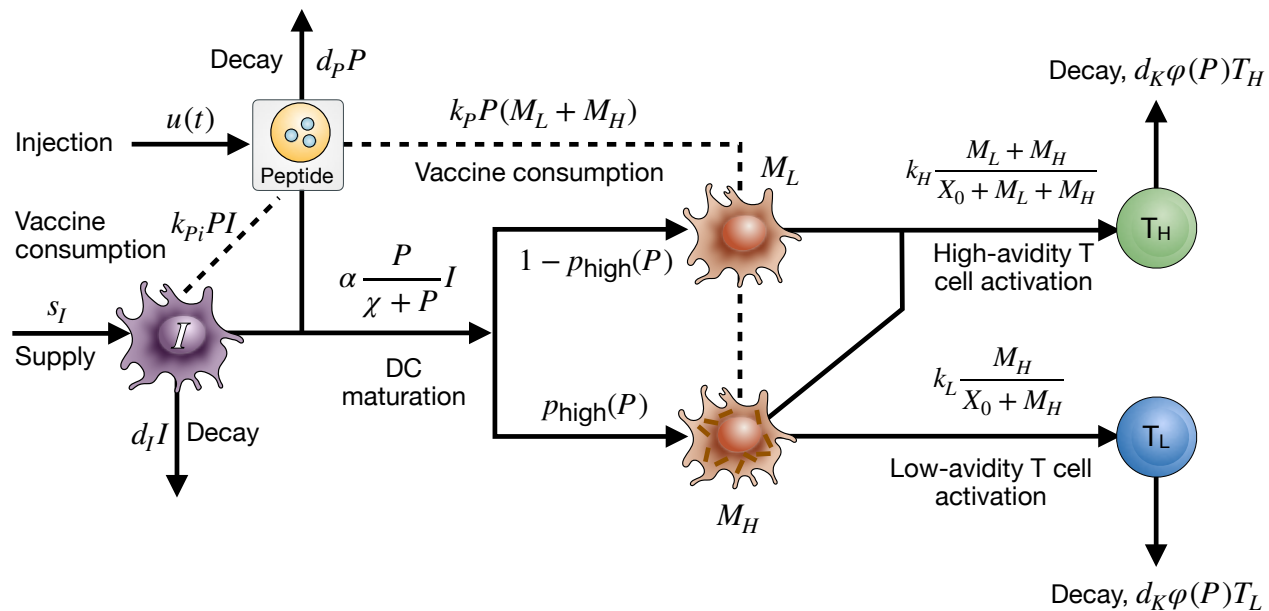 Decay d_P P
Decay, d_K φ(P)T_H
Injection
u(t)
Peptide
k_P P(M_L + M_H)
Vaccine consumption
M_L
k_H (M_L + M_H)/(X_0 + M_L + M_H)
T_H
High-avidity T
cell activation
Vaccine
consumption
k_{Pi} PI
1 − p_high(P)
s_I
Supply
I
α P/(χ + P) I
DC
maturation
p_high(P)
k_L M_H/(X_0 + M_H)
T_L
Low-avidity T cell
activation
d_I I Decay
M_H
Decay, d_K φ(P)T_L